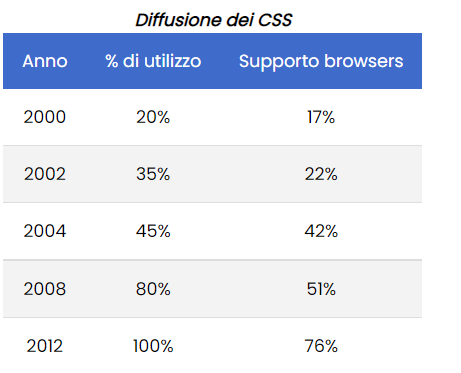 Diffusione dei CSS
Anno % di utilizzo Supporto browsers
2000 20% 17%
2002 35% 22%
2004 45% 42%
2008 80% 51%
2012 100% 76%